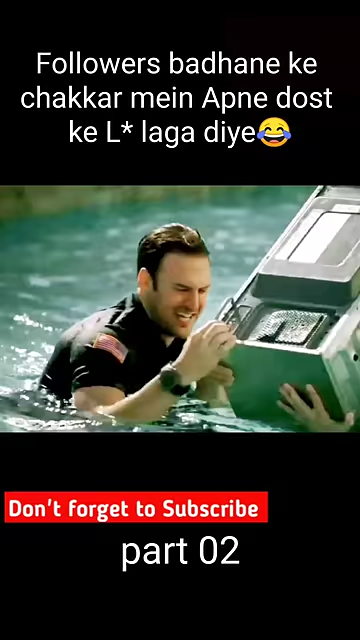 Followers badhane ke
chakkar mein Apne dost
ke L* laga diye😂
Don't forget to Subscribe
part 02